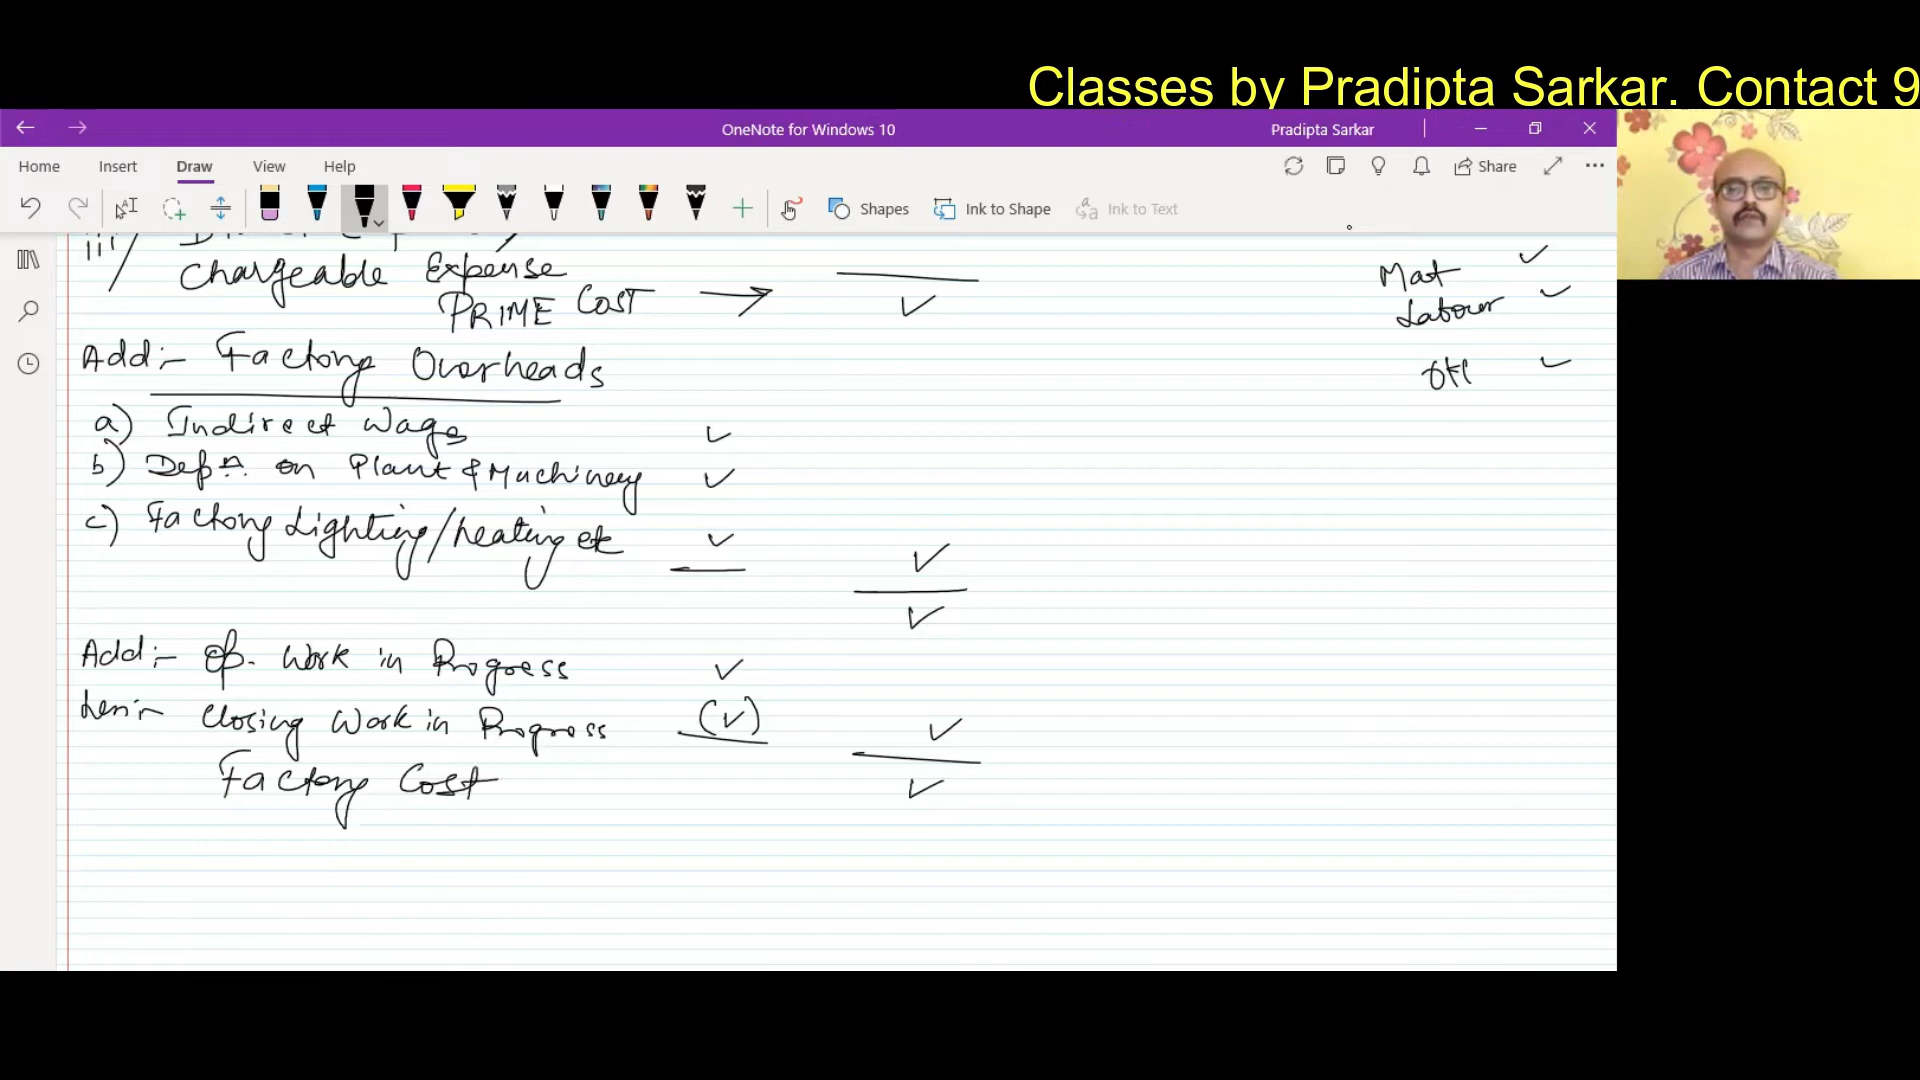 Classes by Pradipta Sarkar. Contact 9
OneNote for Windows 10
Pradipta Sarkar
Home Insert Draw View Help
Share
Shapes
Ink to Shape
Ink to Text
iii/
Chargeable Expense
PRIME COST → ✓
Add:- Factory Overheads
a) Indirect Wage ✓
b) Depn. on Plant & Machinery ✓
c) Factory Lighting/heating etc ✓ ✓
✓
Add:- Op. Work in Progress ✓
Less:- Closing Work in Progress (✓) ✓
Factory Cost ✓
Mat ✓
Labour ✓